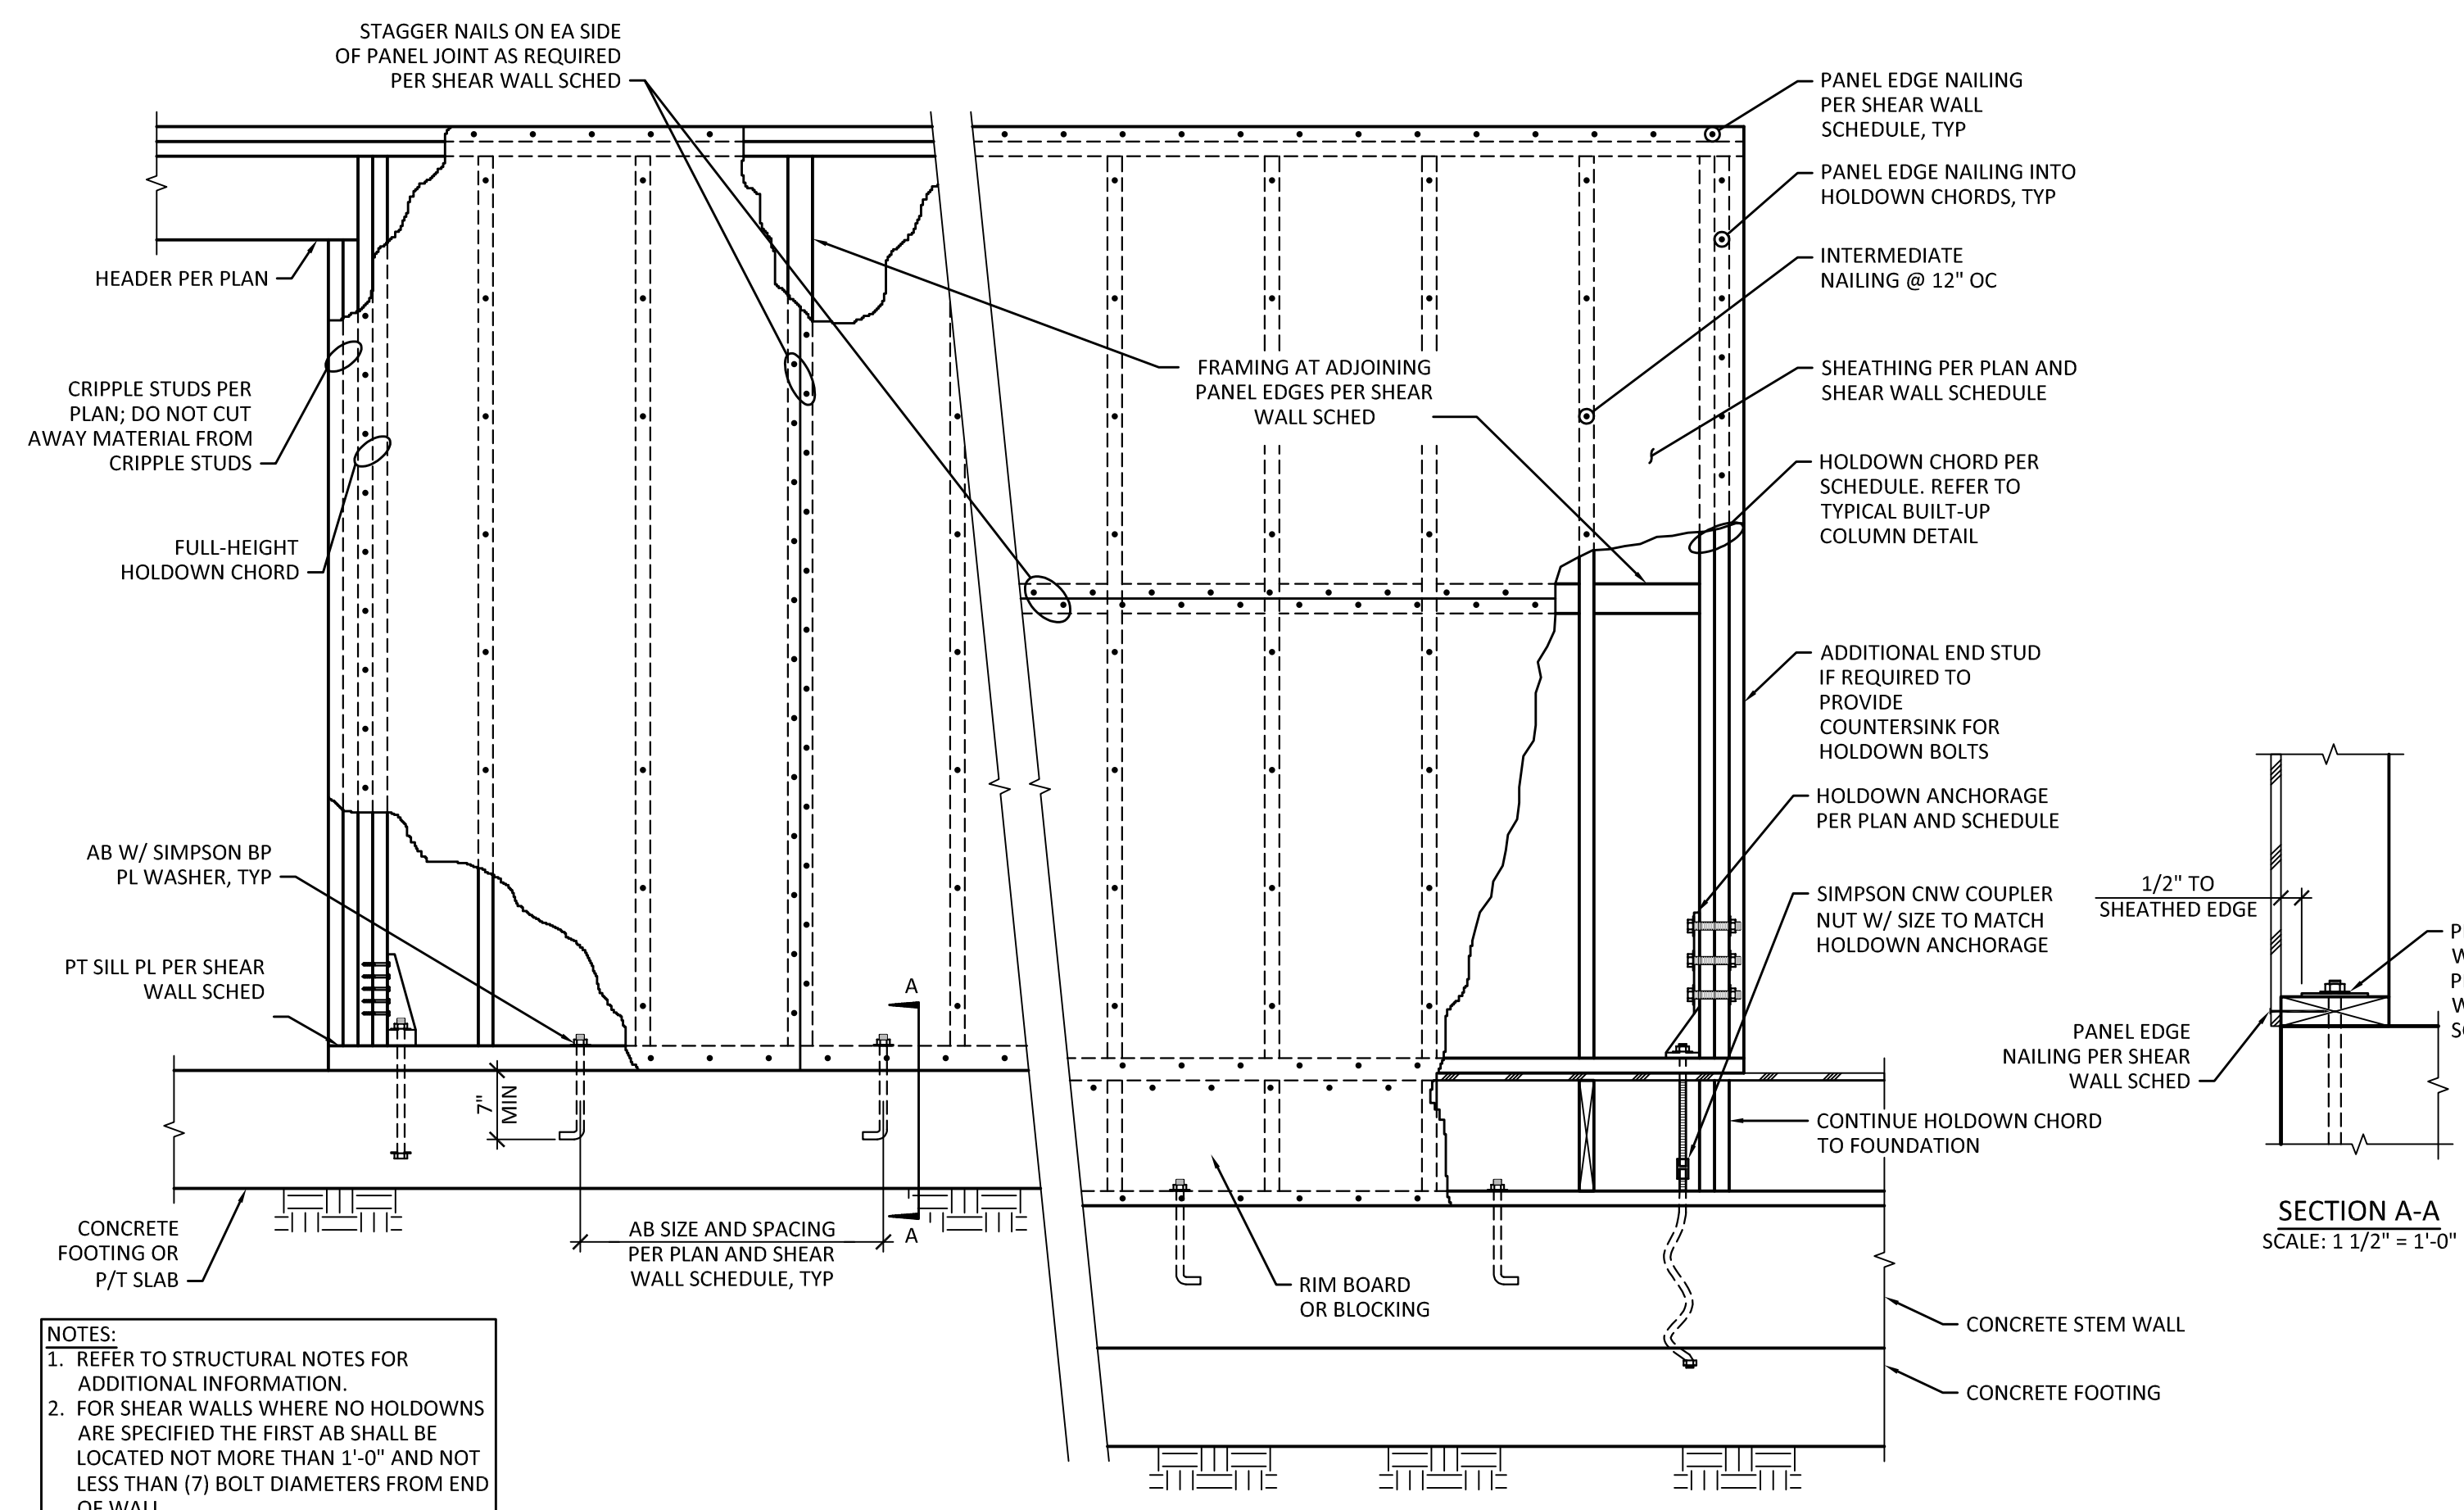 STAGGER NAILS ON EA SIDE
OF PANEL JOINT AS REQUIRED
PER SHEAR WALL SCHED
PANEL EDGE NAILING
PER SHEAR WALL
SCHEDULE, TYP
PANEL EDGE NAILING INTO
HOLDOWN CHORDS, TYP
INTERMEDIATE
NAILING @ 12" OC
HEADER PER PLAN
FRAMING AT ADJOINING
PANEL EDGES PER SHEAR
WALL SCHED
SHEATHING PER PLAN AND
SHEAR WALL SCHEDULE
CRIPPLE STUDS PER
PLAN; DO NOT CUT
AWAY MATERIAL FROM
CRIPPLE STUDS
HOLDOWN CHORD PER
SCHEDULE. REFER TO
TYPICAL BUILT-UP
COLUMN DETAIL
FULL-HEIGHT
HOLDOWN CHORD
ADDITIONAL END STUD
IF REQUIRED TO
PROVIDE
COUNTERSINK FOR
HOLDOWN BOLTS
HOLDOWN ANCHORAGE
PER PLAN AND SCHEDULE
AB W/ SIMPSON BP
PL WASHER, TYP
SIMPSON CNW COUPLER
NUT W/ SIZE TO MATCH
HOLDOWN ANCHORAGE
1/2" TO
SHEATHED EDGE
PT SILL PL PER SHEAR
WALL SCHED
A
PANEL EDGE
NAILING PER SHEAR
WALL SCHED
7"
MIN
CONTINUE HOLDOWN CHORD
TO FOUNDATION
SECTION A-A
SCALE: 1 1/2" = 1'-0"
CONCRETE
FOOTING OR
P/T SLAB
AB SIZE AND SPACING
PER PLAN AND SHEAR
WALL SCHEDULE, TYP
A
RIM BOARD
OR BLOCKING
CONCRETE STEM WALL
CONCRETE FOOTING
NOTES:
1. REFER TO STRUCTURAL NOTES FOR
ADDITIONAL INFORMATION.
2. FOR SHEAR WALLS WHERE NO HOLDOWNS
ARE SPECIFIED THE FIRST AB SHALL BE
LOCATED NOT MORE THAN 1'-0" AND NOT
LESS THAN (7) BOLT DIAMETERS FROM END
OF WALL